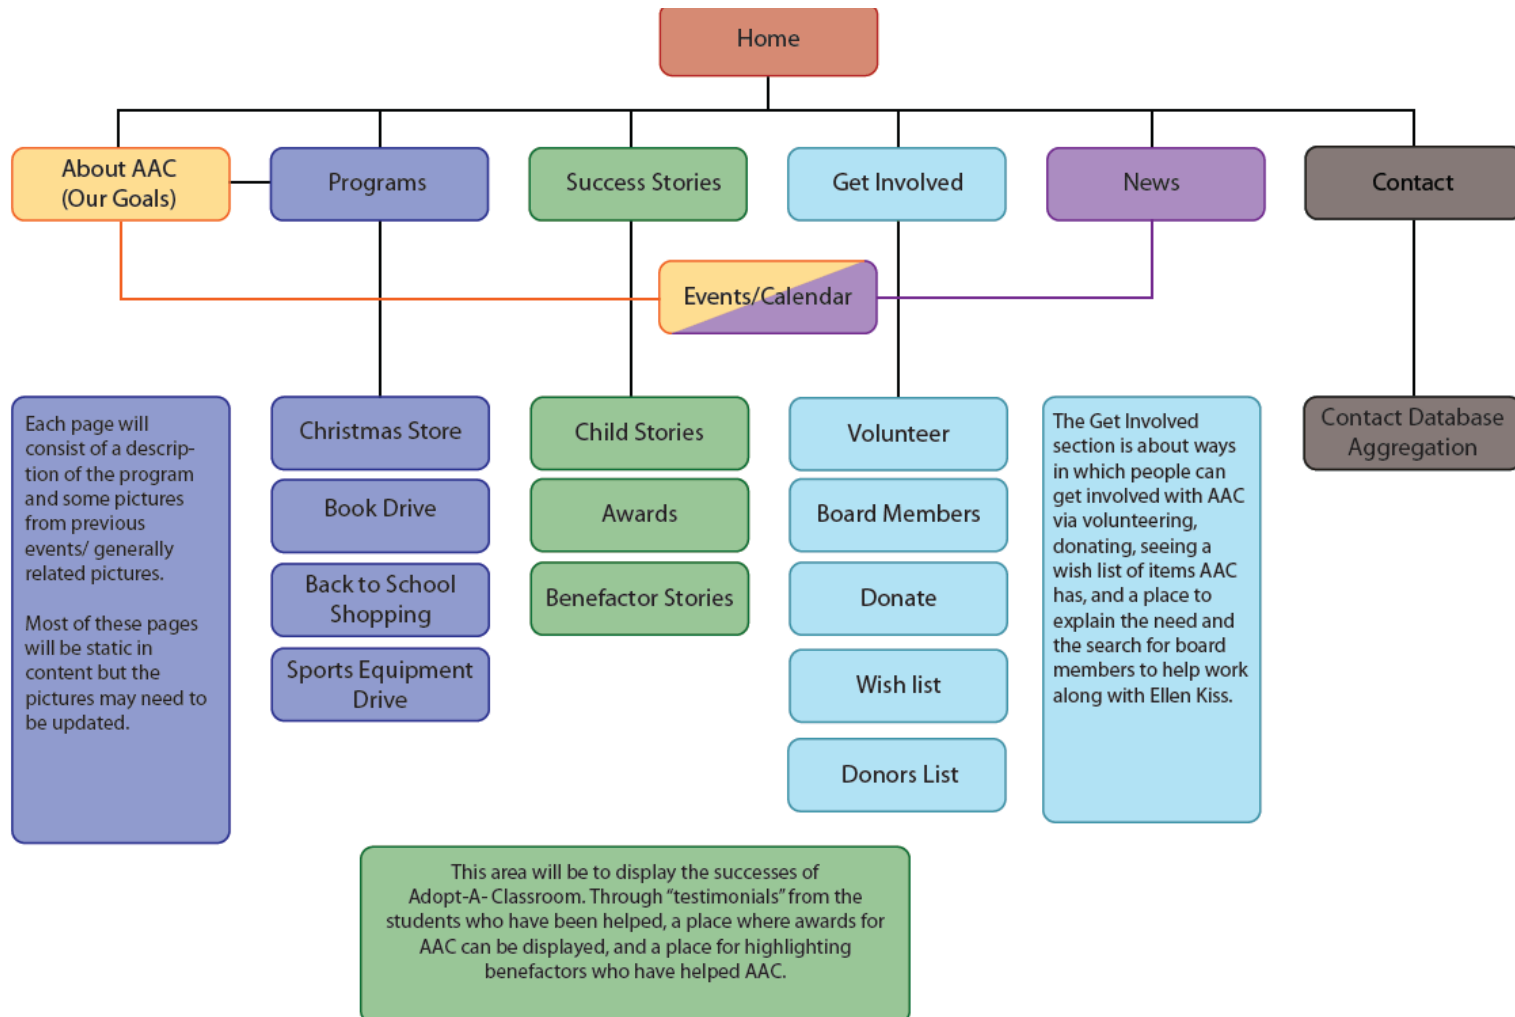 Home
About AAC
(Our Goals)
Programs
Success Stories
Get Involved
News
Contact
Events/Calendar
Each page will
consist of a descrip-
tion of the program
and some pictures
from previous
events/ generally
related pictures.
Most of these pages
will be static in
content but the
pictures may need to
be updated.
Christmas Store
Book Drive
Back to School
Shopping
Sports Equipment
Drive
Child Stories
Awards
Benefactor Stories
Volunteer
Board Members
Donate
Wish list
Donors List
The Get Involved
section is about ways
in which people can
get involved with AAC
via volunteering,
donating, seeing a
wish list of items AAC
has, and a place to
explain the need and
the search for board
members to help work
along with Ellen Kiss.
Contact Database
Aggregation
This area will be to display the successes of
Adopt-A- Classroom. Through “testimonials” from the
students who have been helped, a place where awards for
AAC can be displayed, and a place for highlighting
benefactors who have helped AAC.